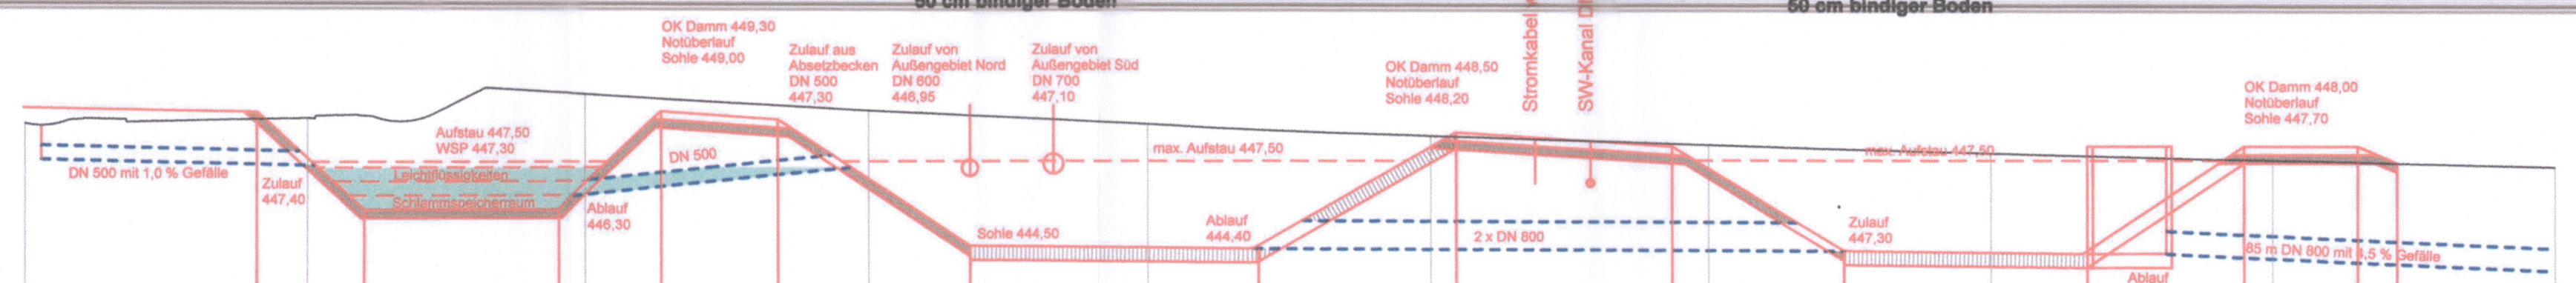 50 cm bindiger Boden
50 cm bindiger Boden
OK Damm 449,30
Notüberlauf
Sohle 449,00
Zulauf aus
Absetzbecken
DN 500
447,30
Zulauf von
Außengebiet Nord
DN 600
446,95
Zulauf von
Außengebiet Süd
DN 700
447,10
OK Damm 448,50
Notüberlauf
Sohle 448,20
Stromkabel
SW-Kanal
OK Damm 448,00
Notüberlauf
Sohle 447,70
Aufstau 447,50
WSP 447,30
DN 500
max. Aufstau 447,50
max. Aufstau 447,50
DN 500 mit 1,0 % Gefälle
Leichtflüssigkeiten
Zulauf
447,40
Schlammspeicherraum
Ablauf
446,30
Sohle 444,50
Ablauf
444,40
2 x DN 800
Zulauf
447,30
85 m DN 800 mit 4,5 % Gefälle
Ablauf